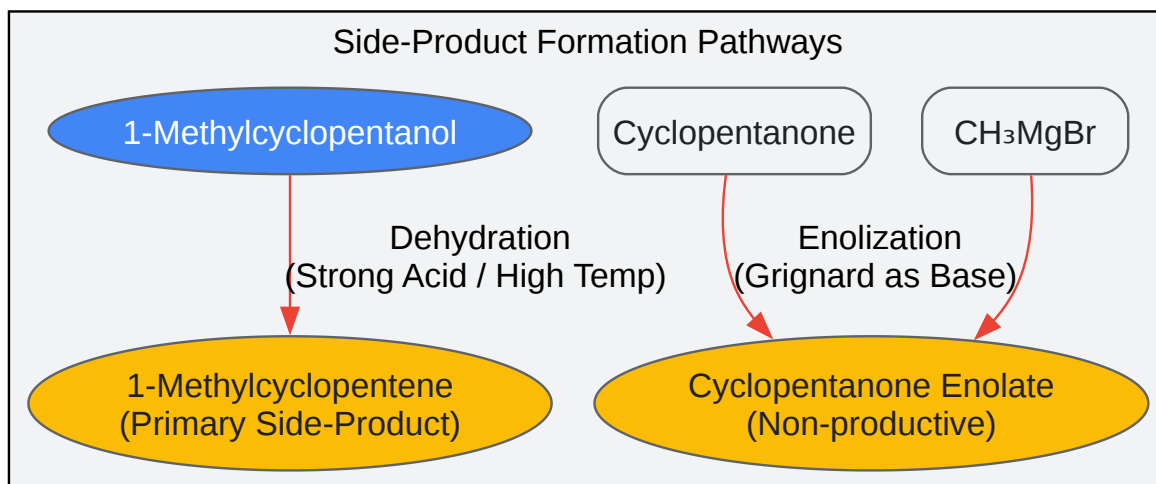 Side-Product Formation Pathways
1-Methylcyclopentanol
Cyclopentanone
CH₃MgBr
Dehydration
(Strong Acid / High Temp)
Enolization
(Grignard as Base)
1-Methylcyclopentene
(Primary Side-Product)
Cyclopentanone Enolate
(Non-productive)